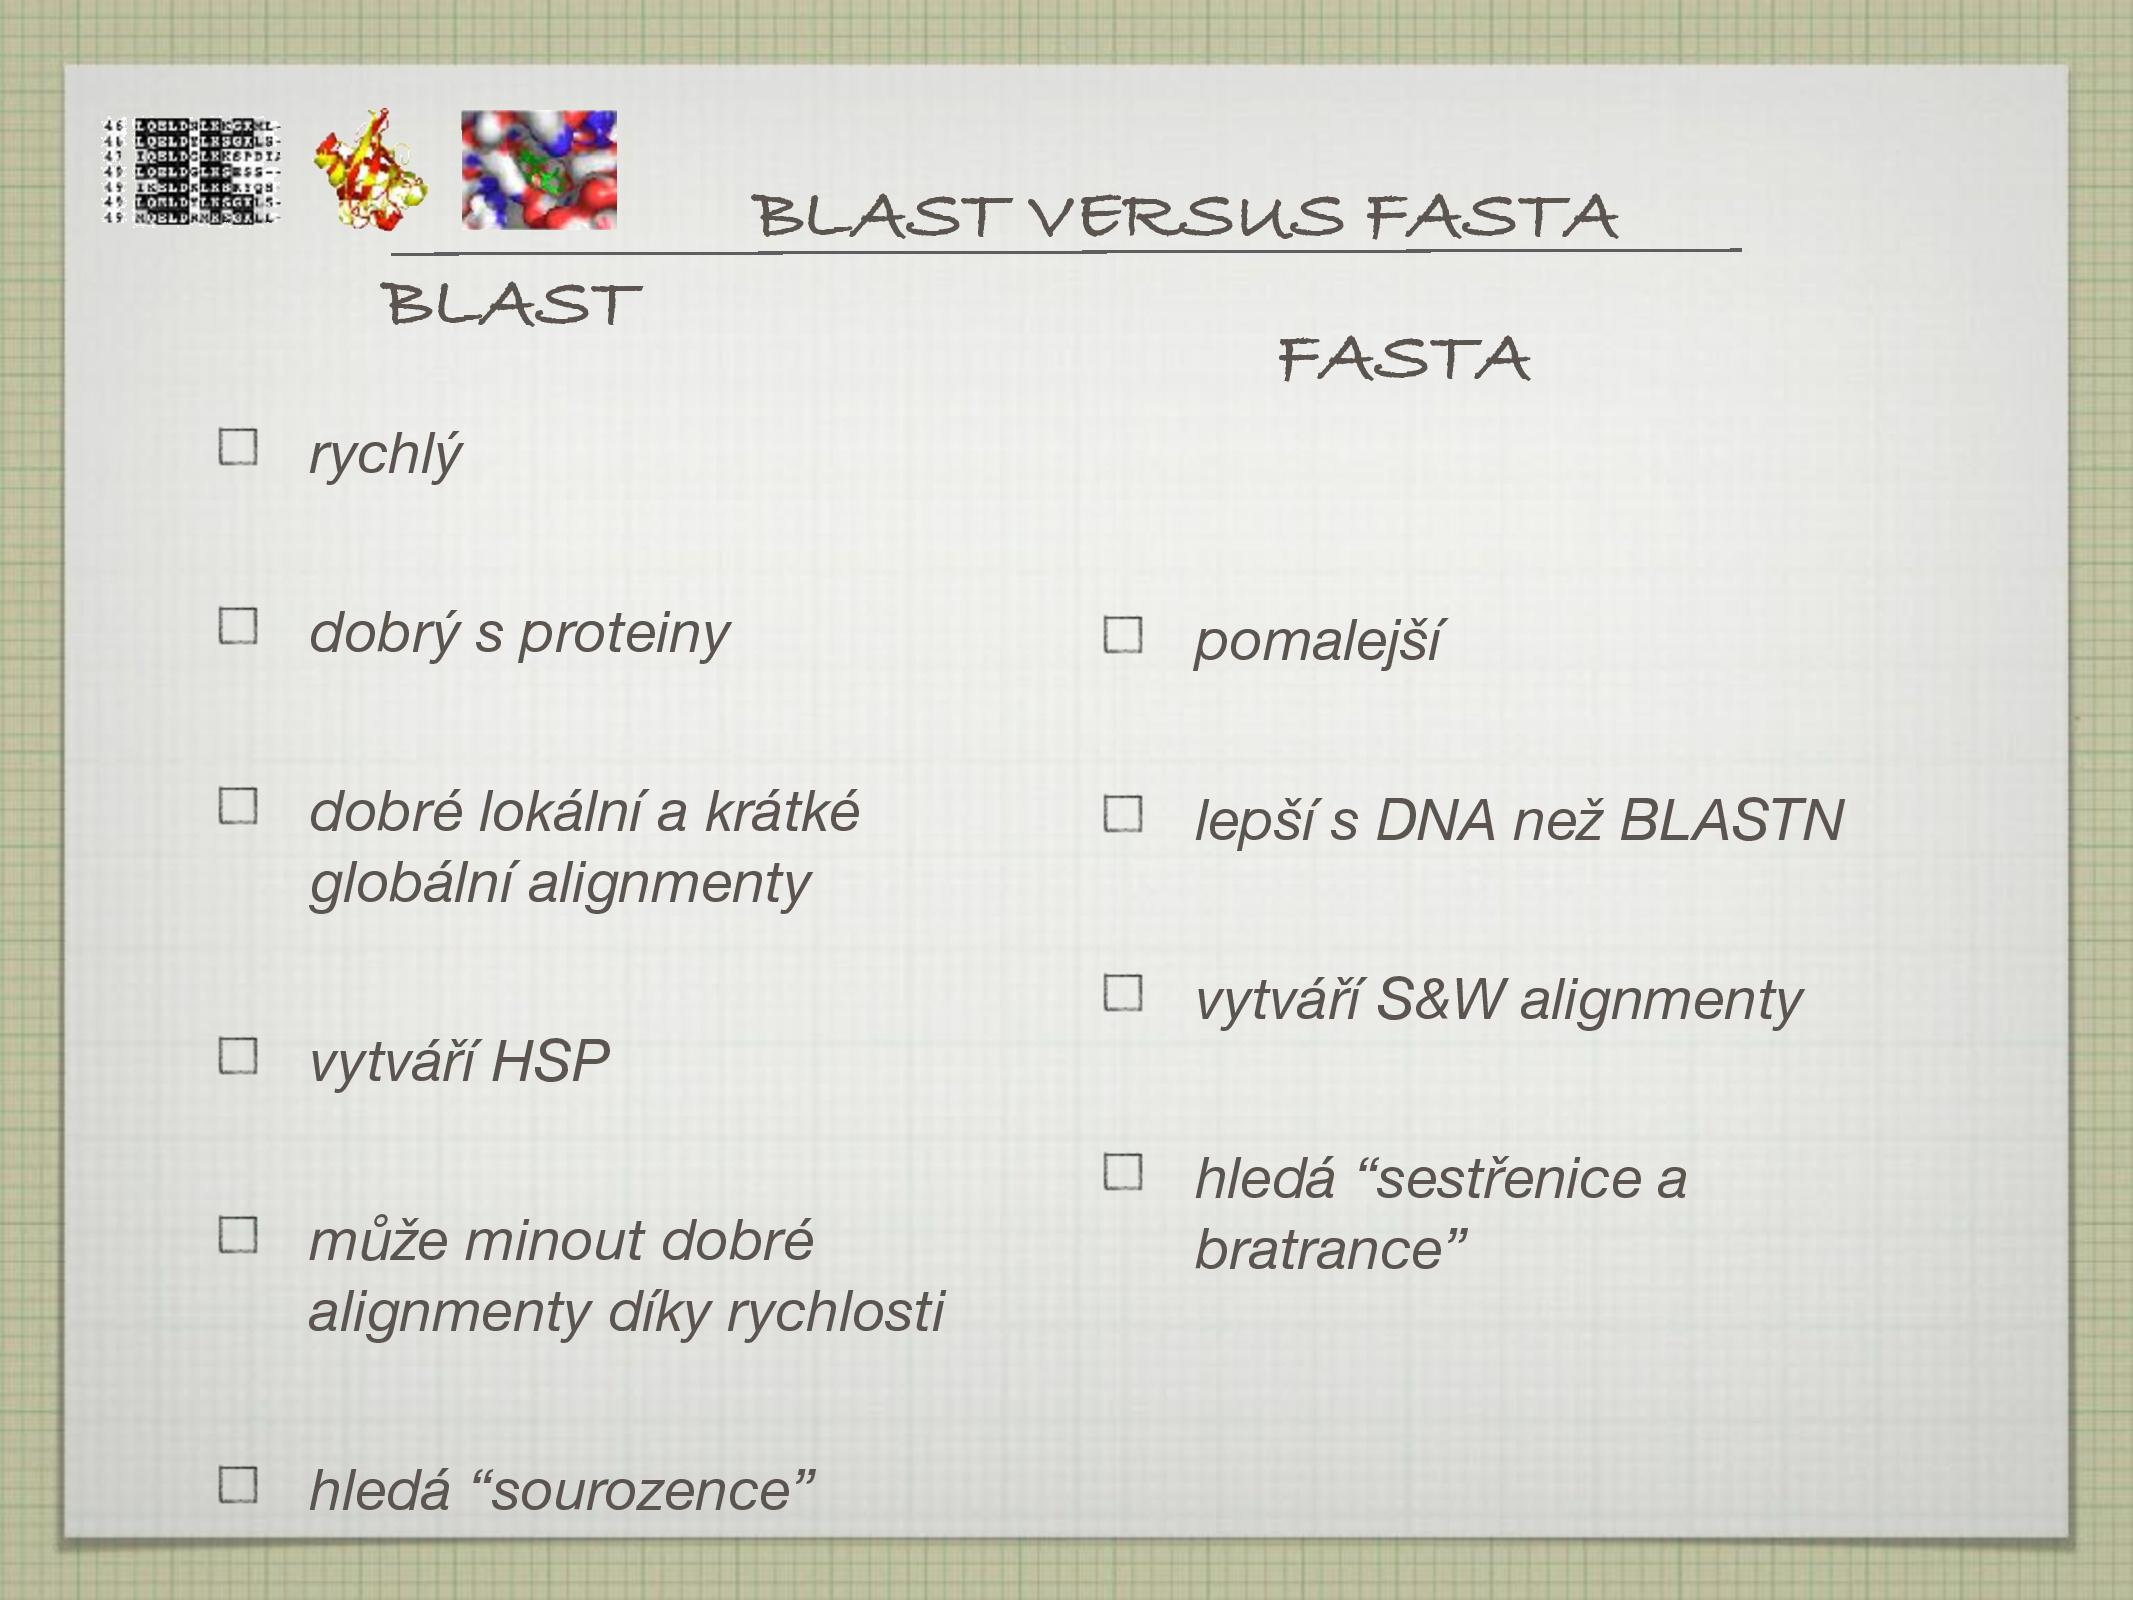 BLAST VERSUS FASTA
BLAST
rychlý
dobrý s proteiny
dobré lokální a krátké
globální alignmenty
vytváří HSP
může minout dobré
alignmenty díky rychlosti
hledá “sourozence”
FASTA
pomalejší
lepší s DNA než BLASTN
vytváří S&W alignmenty
hledá “sestřenice a
bratrance”